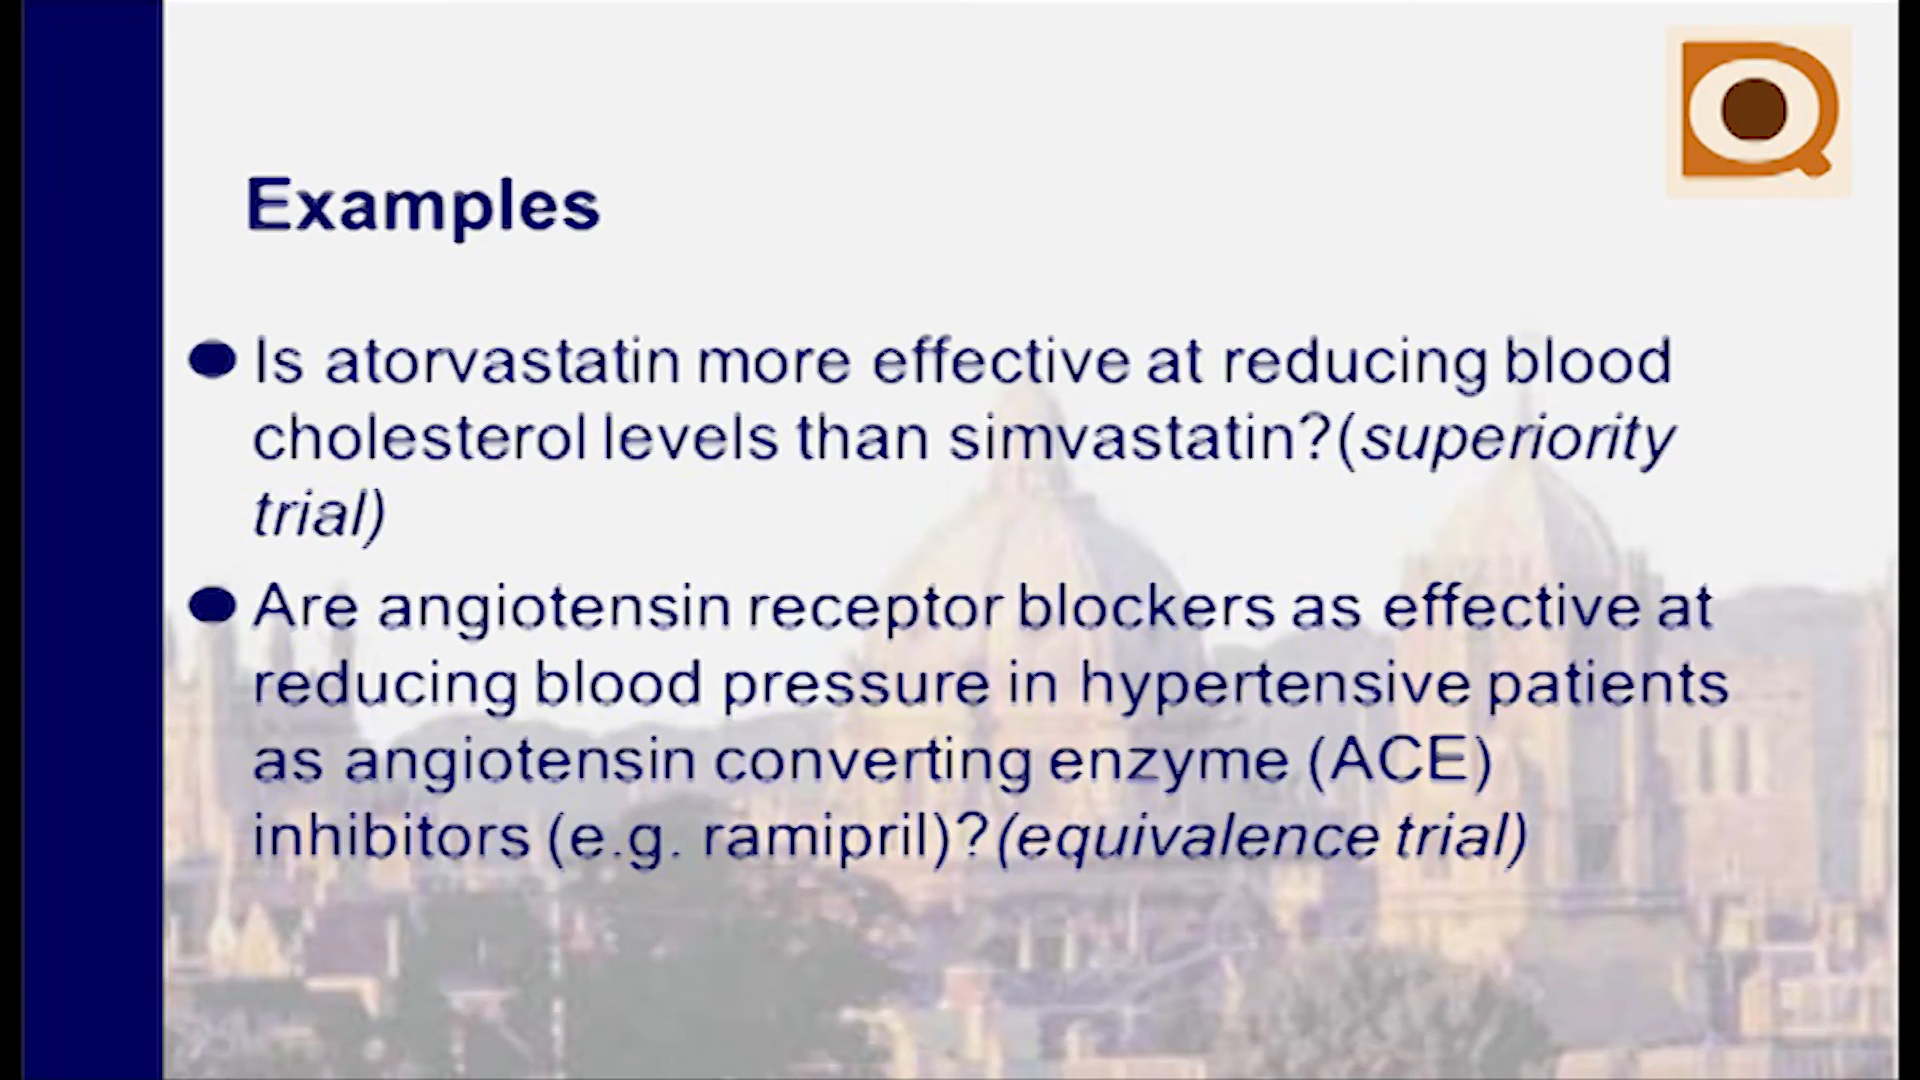 Examples
Is atorvastatin more effective at reducing blood
cholesterol levels than simvastatin?(superiority
trial)
Are angiotensin receptor blockers as effective at
reducing blood pressure in hypertensive patients
as angiotensin converting enzyme (ACE)
inhibitors (e.g. ramipril)?(equivalence trial)